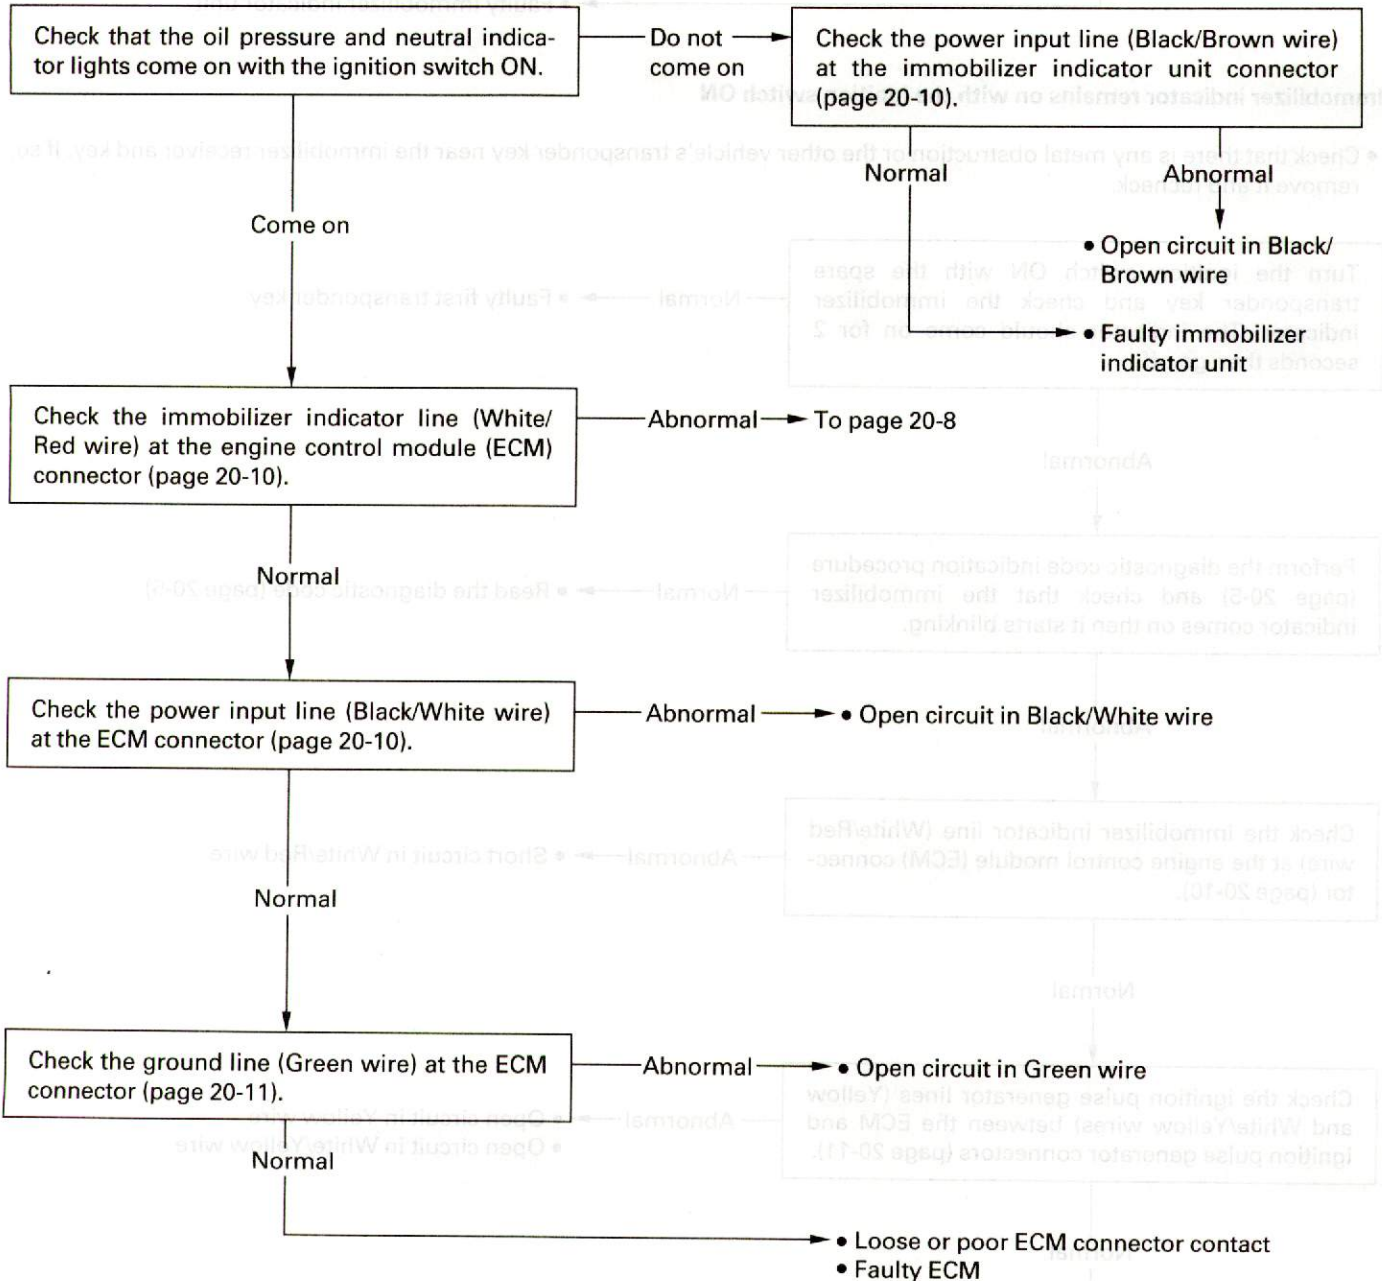 Check that the oil pressure and neutral indica-
tor lights come on with the ignition switch ON.
Do not
come on
Check the power input line (Black/Brown wire)
at the immobilizer indicator unit connector
(page 20-10).
Normal
Abnormal
• Open circuit in Black/
Brown wire
• Faulty immobilizer
indicator unit
Come on
Check the immobilizer indicator line (White/
Red wire) at the engine control module (ECM)
connector (page 20-10).
Abnormal
To page 20-8
Normal
Check the power input line (Black/White wire)
at the ECM connector (page 20-10).
Abnormal
• Open circuit in Black/White wire
Normal
Check the ground line (Green wire) at the ECM
connector (page 20-11).
Abnormal
• Open circuit in Green wire
Normal
• Loose or poor ECM connector contact
• Faulty ECM